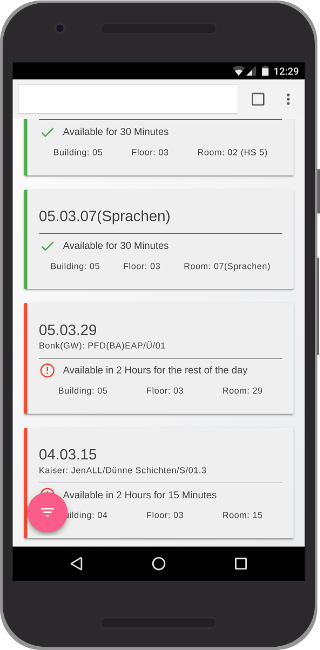 12:29
Available for 30 Minutes
Building: 05 Floor: 03 Room: 02 (HS 5)
05.03.07(Sprachen)
Available for 30 Minutes
Building: 05 Floor: 03 Room: 07(Sprachen)
05.03.29
Bonk(GW): PFD(BA)EAP/Ü/01
Available in 2 Hours for the rest of the day
Building: 05 Floor: 03 Room: 29
04.03.15
Kaiser: JenALL/Dünne Schichten/S/01.3
Available in 2 Hours for 15 Minutes
uilding: 04 Floor: 03 Room: 15